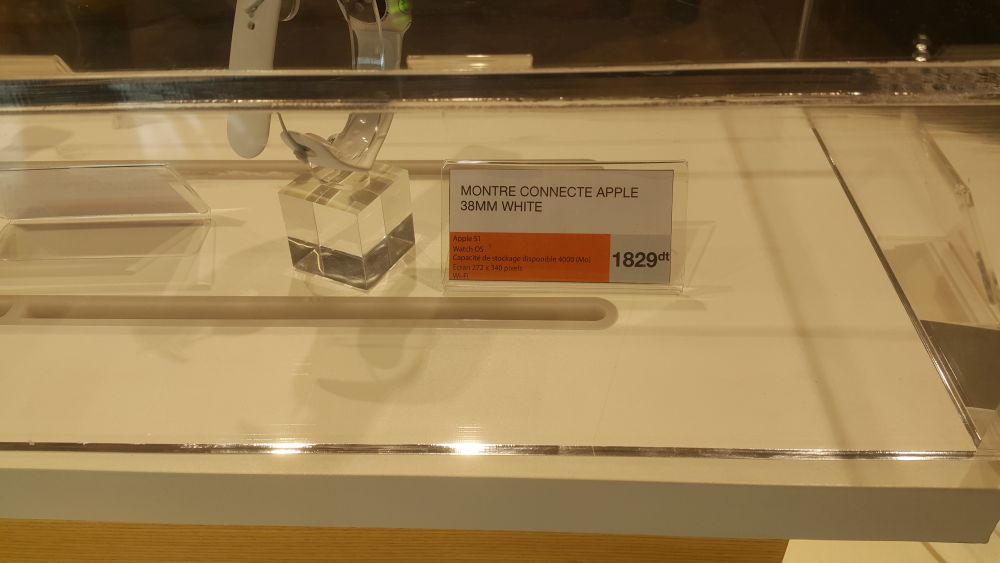 MONTRE CONNECTE APPLE
38MM WHITE
Apple S1
Watch OS
Capacité de stockage disponible 4000 (Mo)
Ecran 272 x 340 pixels
Wi-Fi
1829dt